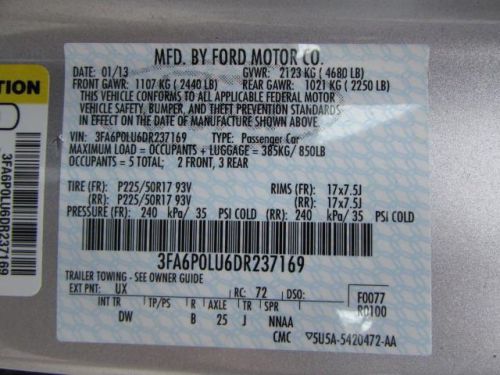 MFD. BY FORD MOTOR CO.
DATE: 01/13 GVWR: 2123 KG ( 4680 LB)
FRONT GAWR: 1107 KG ( 2440 LB) REAR GAWR: 1021 KG ( 2250 LB)
THIS VEHICLE CONFORMS TO ALL APPLICABLE FEDERAL MOTOR
VEHICLE SAFETY, BUMPER, AND THEFT PREVENTION STANDARDS
IN EFFECT ON THE DATE OF MANUFACTURE SHOWN ABOVE.
VIN: 3FA6P0LU6DR237169 TYPE: Passenger Car
MAXIMUM LOAD = OCCUPANTS + LUGGAGE = 385KG/ 850LB
OCCUPANTS = 5 TOTAL; 2 FRONT, 3 REAR
TIRE (FR): P225/50R17 93V RIMS (FR): 17x7.5J
(RR): P225/50R17 93V (RR): 17x7.5J
PRESSURE (FR): 240 kPa/ 35 PSI COLD (RR): 240 kPa/ 35 PSI COLD
3FA6P0LU6DR237169
TRAILER TOWING - SEE OWNER GUIDE
EXT PNT: UX RC: 72 DSO: F0077
INT TR TP/PS R AXLE TR SPR R0100
DW B 25 J NNAA
CMC 5U5A-5420472-AA
TION
3FA6P0LU6DR237169